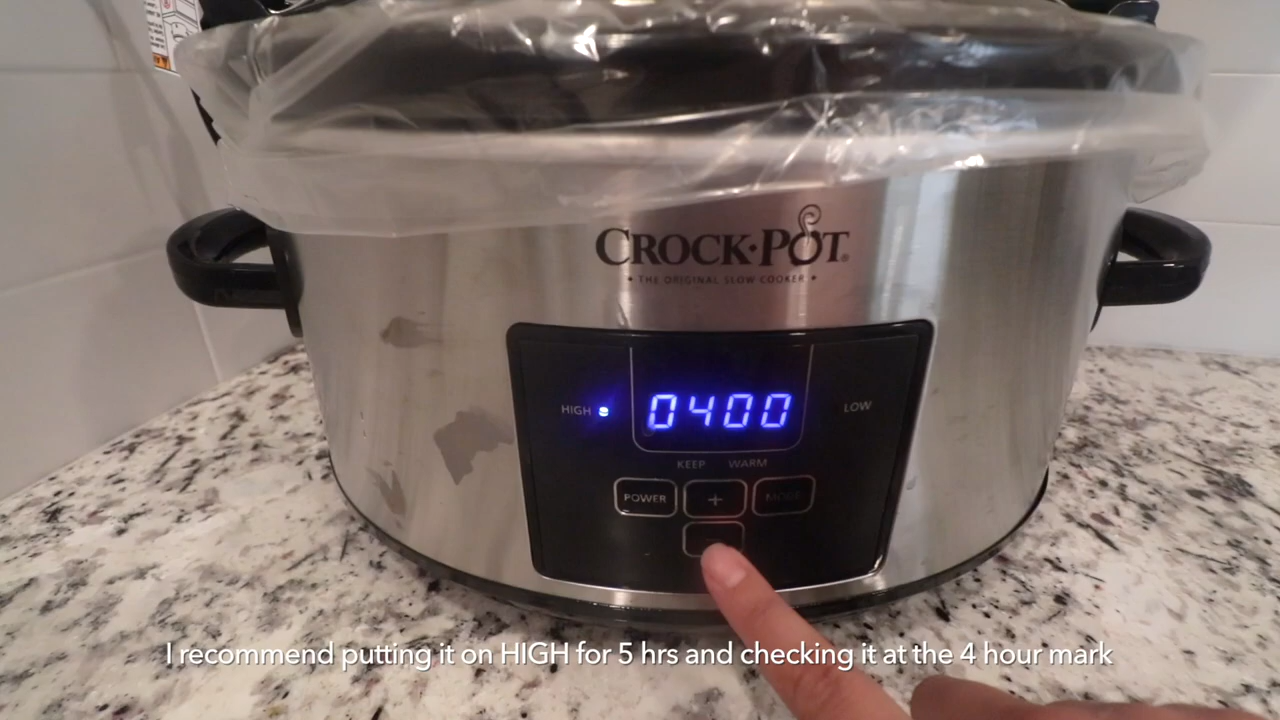 CROCK·POT®
• THE ORIGINAL SLOW COOKER •
HIGH
0400
LOW
KEEP WARM
POWER
+
MODE
I recommend putting it on HIGH for 5 hrs and checking it at the 4 hour mark